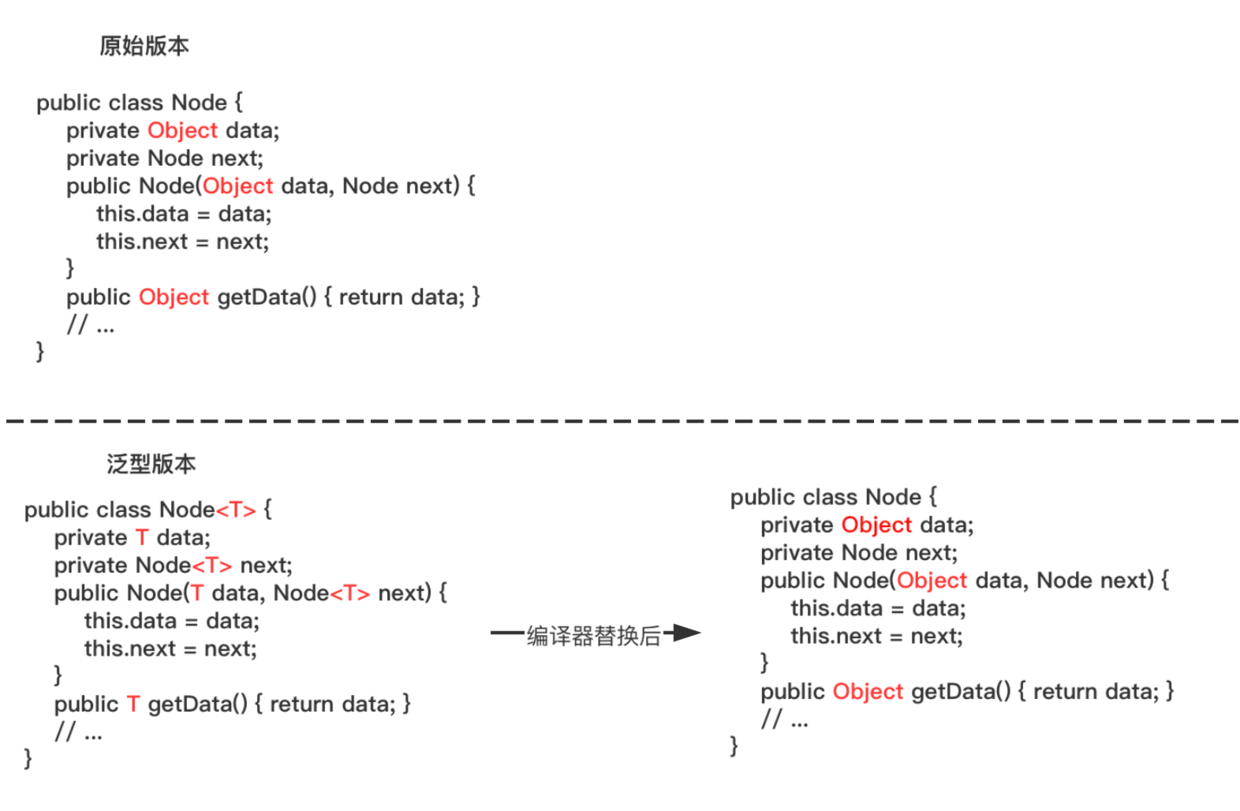 原始版本
public class Node {
private Object data;
private Node next;
public Node(Object data, Node next) {
this.data = data;
this.next = next;
}
public Object getData() { return data; }
// ...
}
泛型版本
public class Node<T> {
private T data;
private Node<T> next;
public Node(T data, Node<T> next) {
this.data = data;
this.next = next;
}
public T getData() { return data; }
// ...
}
编译器替换后
public class Node {
private Object data;
private Node next;
public Node(Object data, Node next) {
this.data = data;
this.next = next;
}
public Object getData() { return data; }
// ...
}